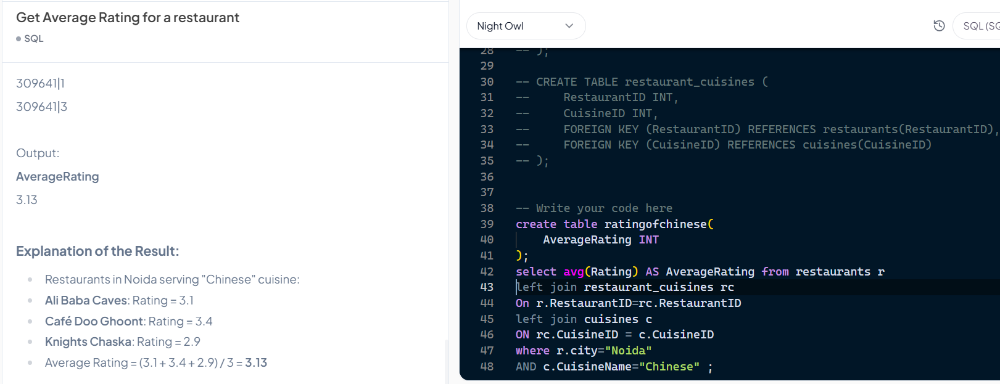 Get Average Rating for a restaurant
SQL
309641|1
309641|3
Output:
AverageRating
3.13
Explanation of the Result:
Restaurants in Noida serving "Chinese" cuisine:
Ali Baba Caves: Rating = 3.1
Café Doo Ghoont: Rating = 3.4
Knights Chaska: Rating = 2.9
Average Rating = (3.1 + 3.4 + 2.9) / 3 = 3.13
Night Owl
SQL (SQ
28 -- );
29
30 -- CREATE TABLE restaurant_cuisines (
31 --     RestaurantID INT,
32 --     CuisineID INT,
33 --     FOREIGN KEY (RestaurantID) REFERENCES restaurants(RestaurantID),
34 --     FOREIGN KEY (CuisineID) REFERENCES cuisines(CuisineID)
35 -- );
36
37
38 -- Write your code here
39 create table ratingofchinese(
40     AverageRating INT
41 );
42 select avg(Rating) AS AverageRating from restaurants r
43 left join restaurant_cuisines rc
44 On r.RestaurantID=rc.RestaurantID
45 left join cuisines c
46 ON rc.CuisineID = c.CuisineID
47 where r.city="Noida"
48 AND c.CuisineName="Chinese" ;